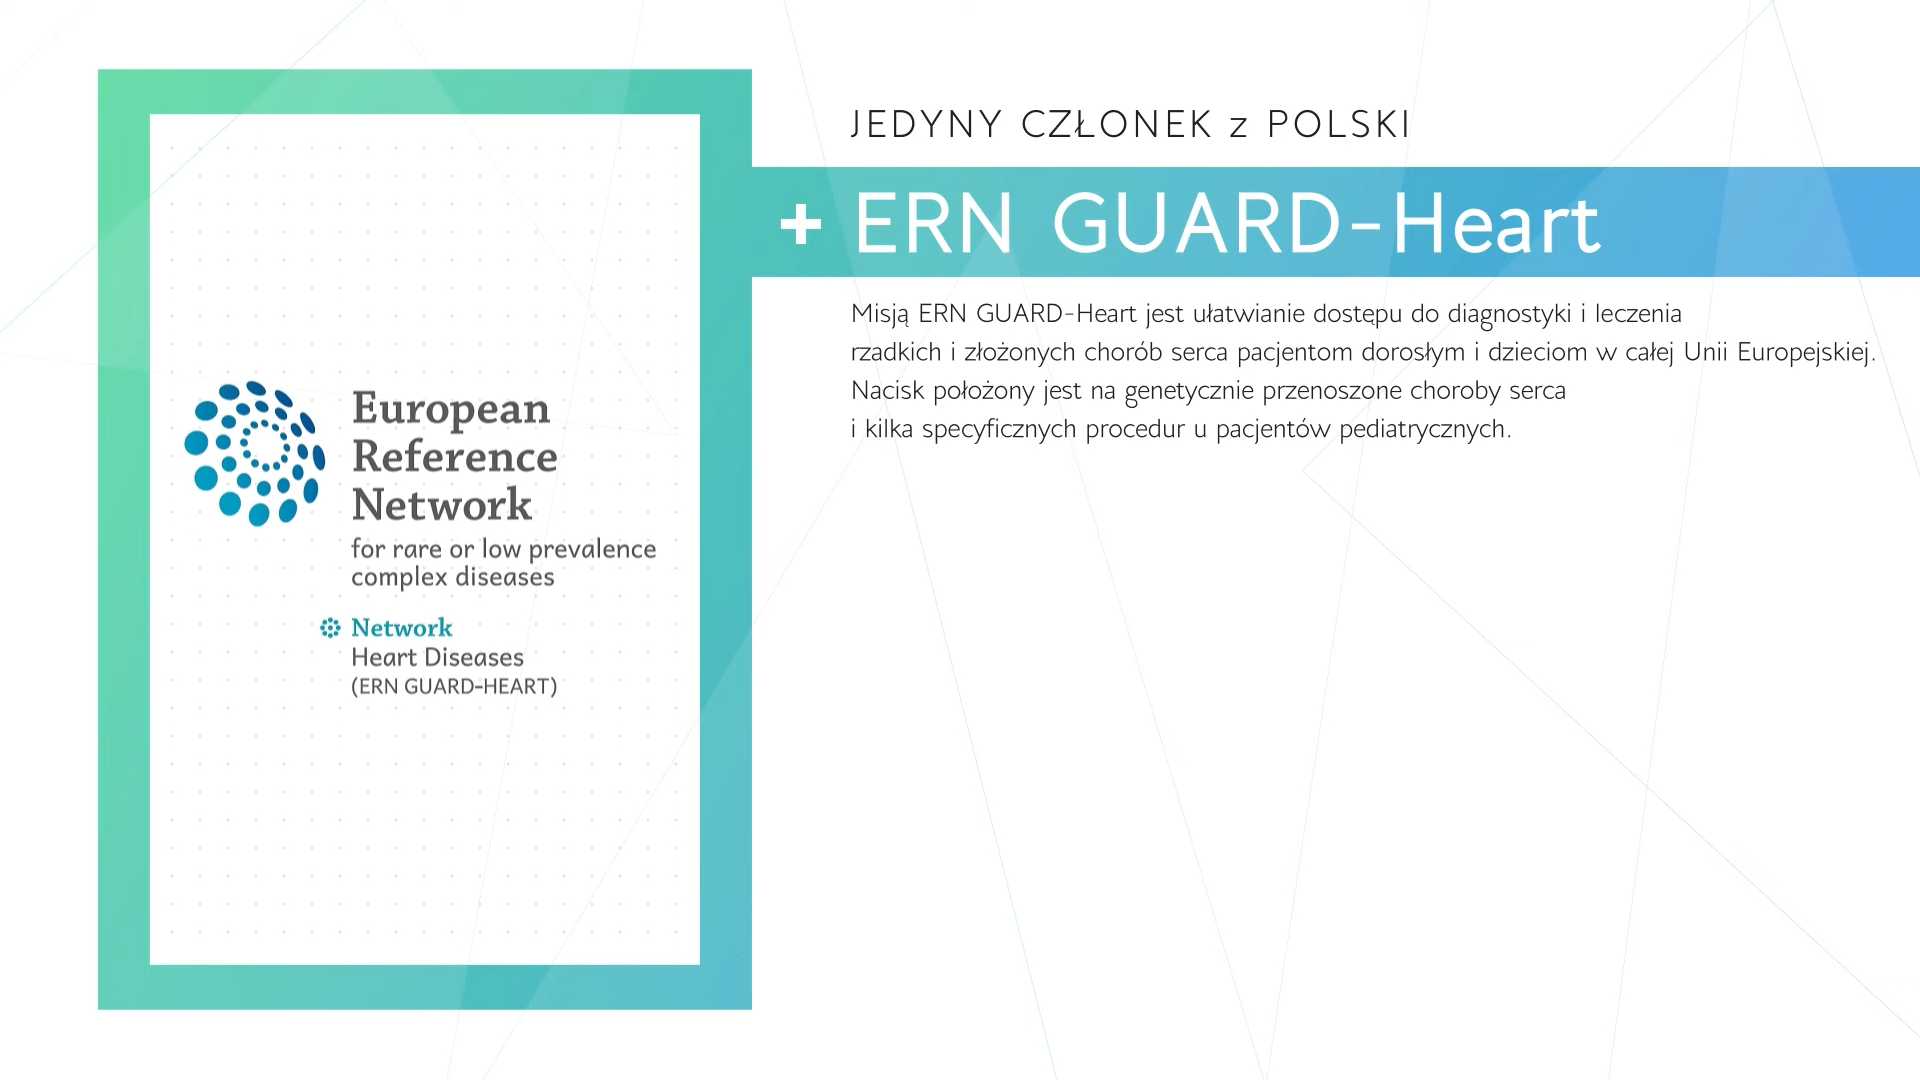 European
Reference
Network
for rare or low prevalence
complex diseases
Network
Heart Diseases
(ERN GUARD-HEART)
JEDYNY CZŁONEK z POLSKI
+ ERN GUARD-Heart
Misją ERN GUARD-Heart jest ułatwianie dostępu do diagnostyki i leczenia
rzadkich i złożonych chorób serca pacjentom dorosłym i dzieciom w całej Unii Europejskiej.
Nacisk położony jest na genetycznie przenoszone choroby serca
i kilka specyficznych procedur u pacjentów pediatrycznych.